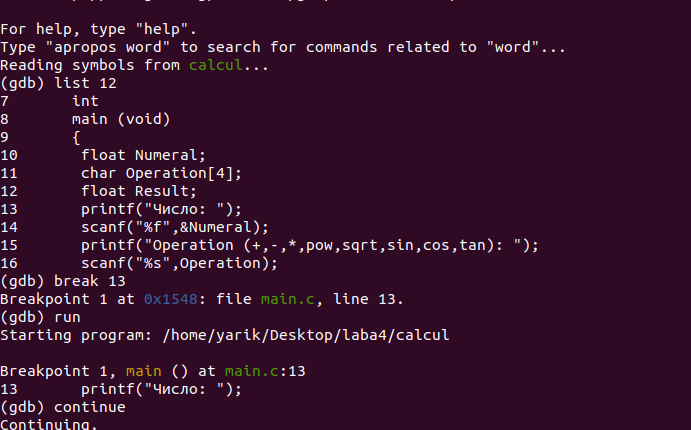 For help, type "help".
Type "apropos word" to search for commands related to "word"...
Reading symbols from calcul...
(gdb) list 12
7       int
8       main (void)
9       {
10       float Numeral;
11       char Operation[4];
12       float Result;
13       printf("Число: ");
14       scanf("%f",&Numeral);
15       printf("Operation (+,-,*,pow,sqrt,sin,cos,tan): ");
16       scanf("%s",Operation);
(gdb) break 13
Breakpoint 1 at 0x1548: file main.c, line 13.
(gdb) run
Starting program: /home/yarik/Desktop/laba4/calcul
Breakpoint 1, main () at main.c:13
13       printf("Число: ");
(gdb) continue
Continuing.